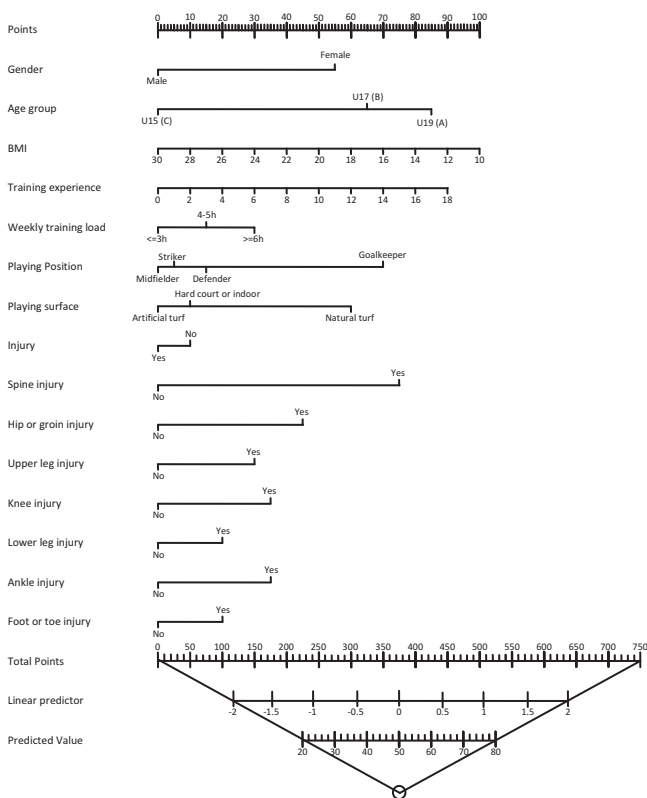 Points
0 10 20 30 40 50 60 70 80 90 100
Female
Gender
Male
U17 (B)
Age group
U15 (C) U19 (A)
BMI
30 28 26 24 22 20 18 16 14 12 10
Training experience
0 2 4 6 8 10 12 14 16 18
4-5h
Weekly training load
<=3h >=6h
Striker Goalkeeper
Playing Position
Midfielder Defender
Hard court or indoor
Playing surface
Artificial turf Natural turf
No
Injury
Yes
Yes
Spine injury
No
Yes
Hip or groin injury
No
Yes
Upper leg injury
No
Yes
Knee injury
No
Yes
Lower leg injury
No
Yes
Ankle injury
No
Yes
Foot or toe injury
No
0 50 100 150 200 250 300 350 400 450 500 550 600 650 700 750
Total Points
Linear predictor
-2 -1.5 -1 -0.5 0 0.5 1 1.5 2
Predicted Value
20 30 40 50 60 70 80